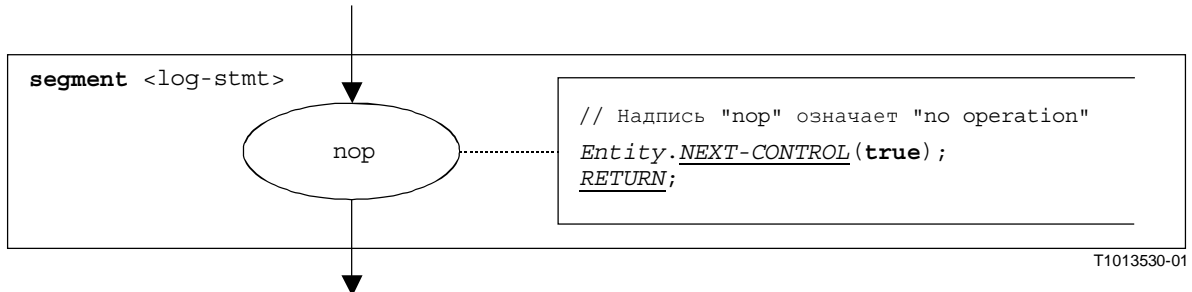 segment <log-stmt>
nop
// Надпись "nop" означает "no operation"
Entity.NEXT-CONTROL(true);
RETURN;
T1013530-01